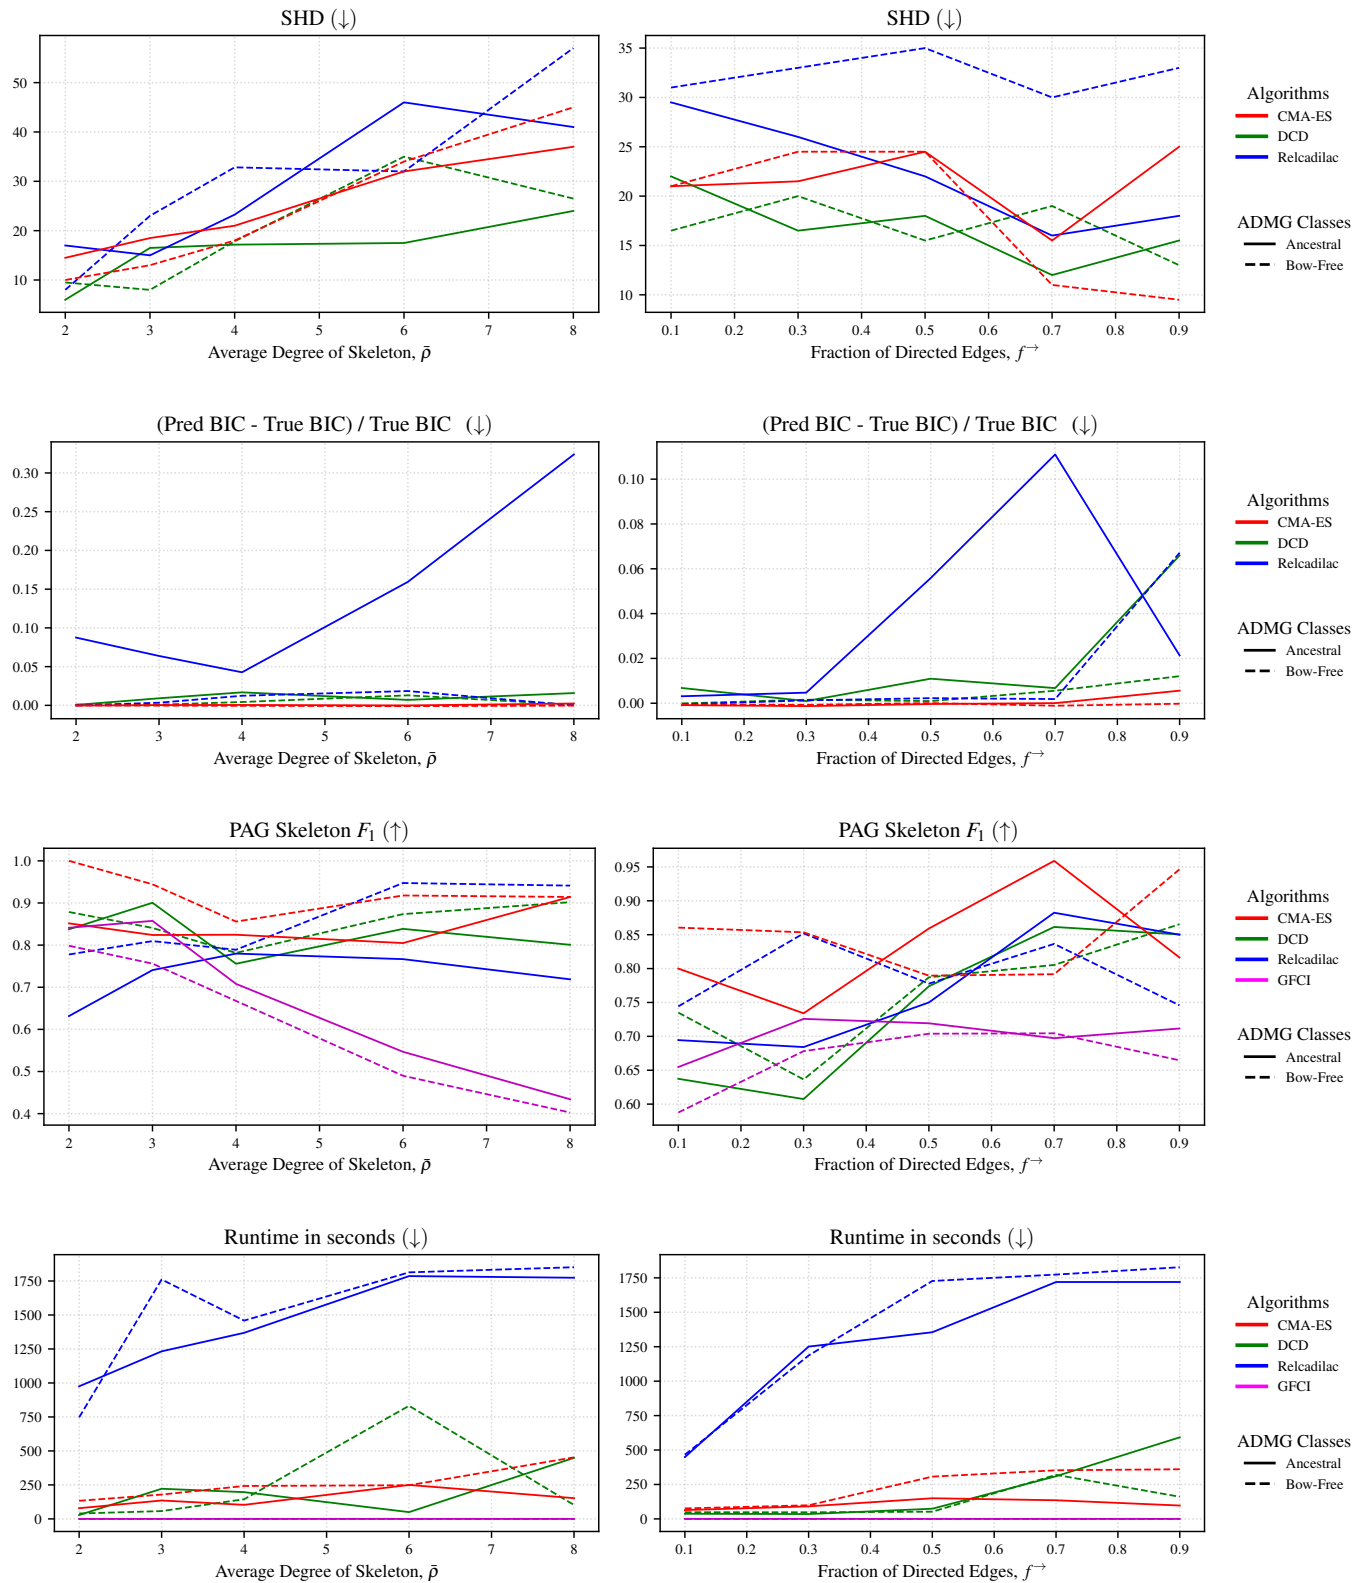 SHD (↓)
50
40
30
20
10
2 3 4 5 6 7 8
Average Degree of Skeleton, ρ̄
SHD (↓)
35
30
25
20
15
10
0.1 0.2 0.3 0.4 0.5 0.6 0.7 0.8 0.9
Fraction of Directed Edges, f→
Algorithms
CMA-ES
DCD
Relcadilac
ADMG Classes
Ancestral
Bow-Free
(Pred BIC - True BIC) / True BIC (↓)
0.30
0.25
0.20
0.15
0.10
0.05
0.00
2 3 4 5 6 7 8
Average Degree of Skeleton, ρ̄
(Pred BIC - True BIC) / True BIC (↓)
0.10
0.08
0.06
0.04
0.02
0.00
0.1 0.2 0.3 0.4 0.5 0.6 0.7 0.8 0.9
Fraction of Directed Edges, f→
Algorithms
CMA-ES
DCD
Relcadilac
ADMG Classes
Ancestral
Bow-Free
PAG Skeleton F₁ (↑)
1.0
0.9
0.8
0.7
0.6
0.5
0.4
2 3 4 5 6 7 8
Average Degree of Skeleton, ρ̄
PAG Skeleton F₁ (↑)
0.95
0.90
0.85
0.80
0.75
0.70
0.65
0.60
0.1 0.2 0.3 0.4 0.5 0.6 0.7 0.8 0.9
Fraction of Directed Edges, f→
Algorithms
CMA-ES
DCD
Relcadilac
GFCI
ADMG Classes
Ancestral
Bow-Free
Runtime in seconds (↓)
1750
1500
1250
1000
750
500
250
0
2 3 4 5 6 7 8
Average Degree of Skeleton, ρ̄
Runtime in seconds (↓)
1750
1500
1250
1000
750
500
250
0
0.1 0.2 0.3 0.4 0.5 0.6 0.7 0.8 0.9
Fraction of Directed Edges, f→
Algorithms
CMA-ES
DCD
Relcadilac
GFCI
ADMG Classes
Ancestral
Bow-Free